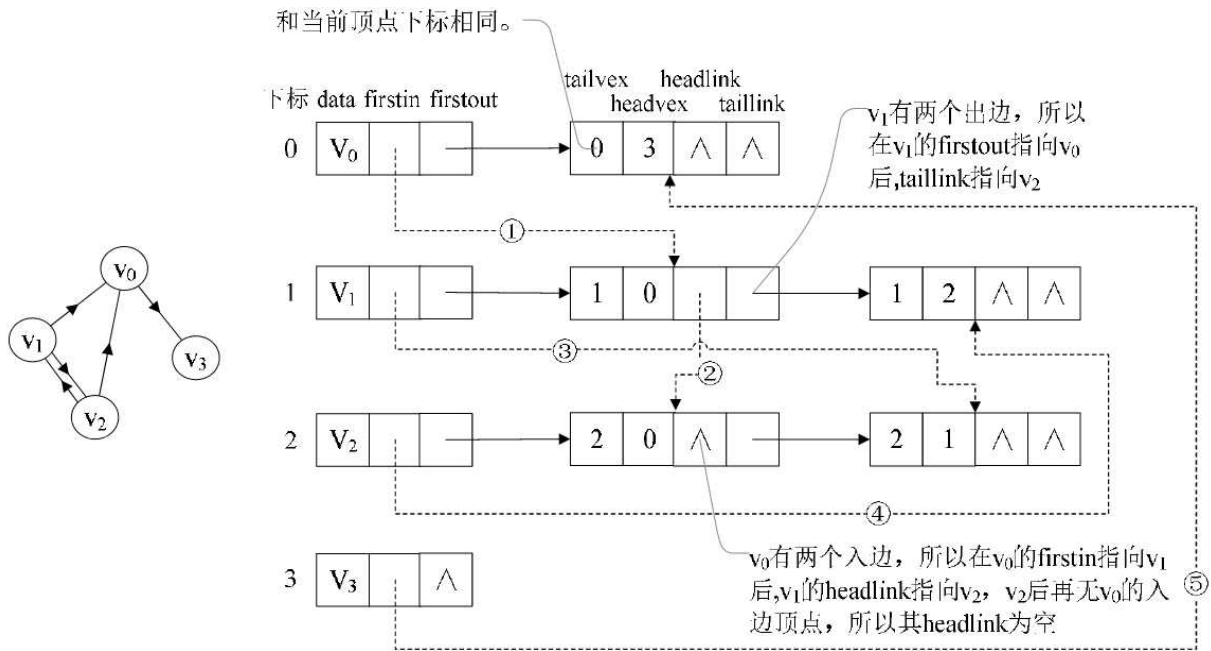 和当前顶点下标相同。
tailvex headlink
下标 data firstin firstout headvex taillink
0 V₀ 0 3 ∧ ∧
v₁有两个出边，所以
在v₁的firstout指向v₀
后,taillink指向v₂
①
v₀
1 V₁ 1 0 1 2 ∧ ∧
v₁
③
v₃
②
v₂
2 V₂ 2 0 ∧ 2 1 ∧ ∧
④
v₀有两个入边，所以在v₀的firstin指向v₁
后,v₁的headlink指向v₂，v₂后再无v₀的入
边顶点，所以其headlink为空
3 V₃ ∧
⑤